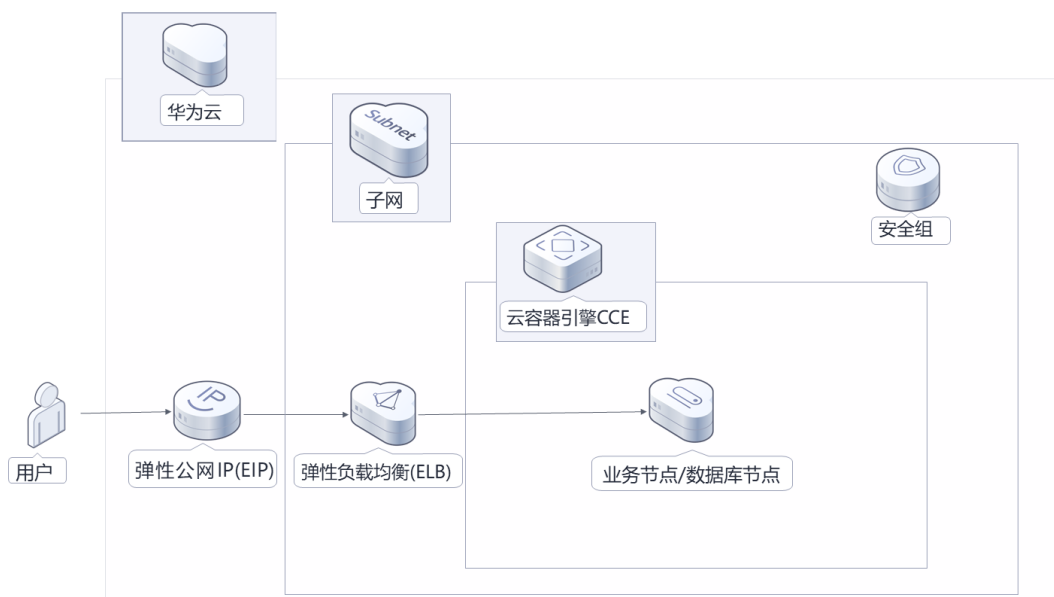 华为云
Subnet
子网
安全组
云容器引擎CCE
IP
用户
弹性公网IP(EIP)
弹性负载均衡(ELB)
业务节点/数据库节点